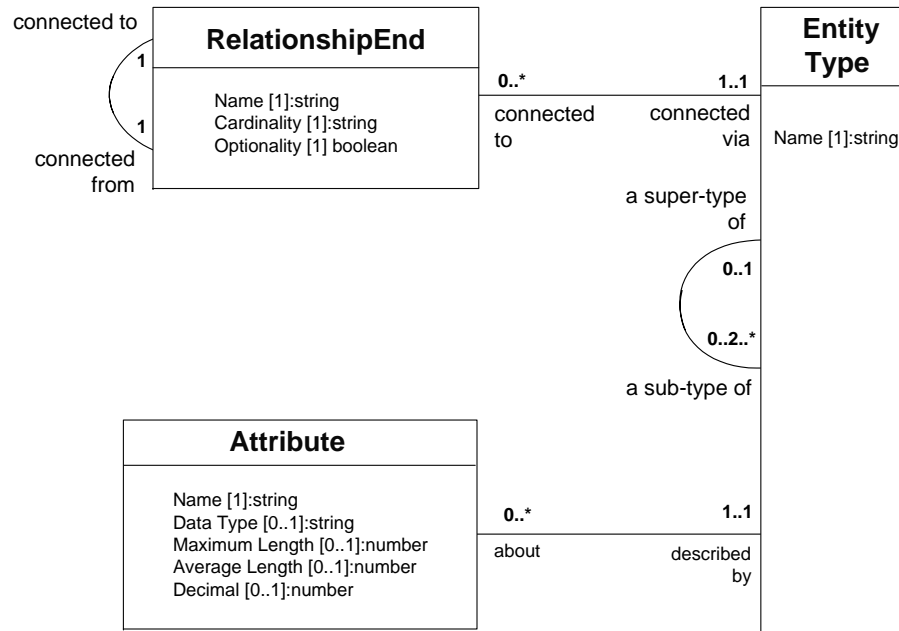 connected to
1
1
connected
from
RelationshipEnd
Name [1]:string
Cardinality [1]:string
Optionality [1] boolean
0..*
1..1
connected
to
connected
via
Entity
Type
Name [1]:string
a super-type
of
0..1
0..2..*
a sub-type of
Attribute
Name [1]:string
Data Type [0..1]:string
Maximum Length [0..1]:number
Average Length [0..1]:number
Decimal [0..1]:number
0..*
1..1
about
described
by